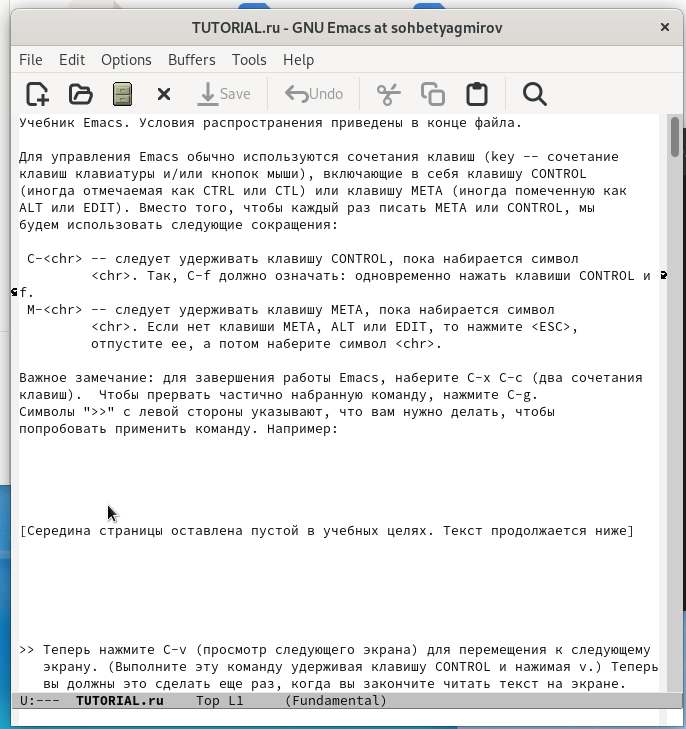 TUTORIAL.ru - GNU Emacs at sohbetyagmirov
File Edit Options Buffers Tools Help
Save Undo
Учебник Emacs. Условия распространения приведены в конце файла.
Для управления Emacs обычно используются сочетания клавиш (key -- сочетание
клавиш клавиатуры и/или кнопок мыши), включающие в себя клавишу CONTROL
(иногда отмечаемая как CTRL или CTL) или клавишу META (иногда помеченную как
ALT или EDIT). Вместо того, чтобы каждый раз писать META или CONTROL, мы
будем использовать следующие сокращения:
C-<chr> -- следует удерживать клавишу CONTROL, пока набирается символ
<chr>. Так, C-f должно означать: одновременно нажать клавиши CONTROL и
f.
M-<chr> -- следует удерживать клавишу META, пока набирается символ
<chr>. Если нет клавиши META, ALT или EDIT, то нажмите <ESC>,
отпустите ее, а потом наберите символ <chr>.
Важное замечание: для завершения работы Emacs, наберите C-x C-c (два сочетания
клавиш). Чтобы прервать частично набранную команду, нажмите C-g.
Символы ">>" с левой стороны указывают, что вам нужно делать, чтобы
попробовать применить команду. Например:
[Середина страницы оставлена пустой в учебных целях. Текст продолжается ниже]
>> Теперь нажмите C-v (просмотр следующего экрана) для перемещения к следующему
экрану. (Выполните эту команду удерживая клавишу CONTROL и нажимая v.) Теперь
вы должны это сделать еще раз, когда вы закончите читать текст на экране.
U:--- TUTORIAL.ru Top L1 (Fundamental)